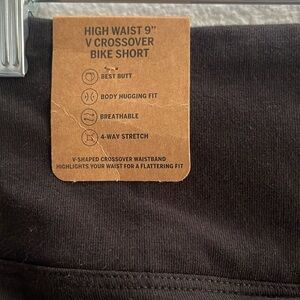 HIGH WAIST 9"
V CROSSOVER
BIKE SHORT
BEST BUTT
BODY HUGGING FIT
BREATHABLE
4-WAY STRETCH
V-SHAPED CROSSOVER WAISTBAND
HIGHLIGHTS YOUR WAIST FOR A FLATTERING FIT